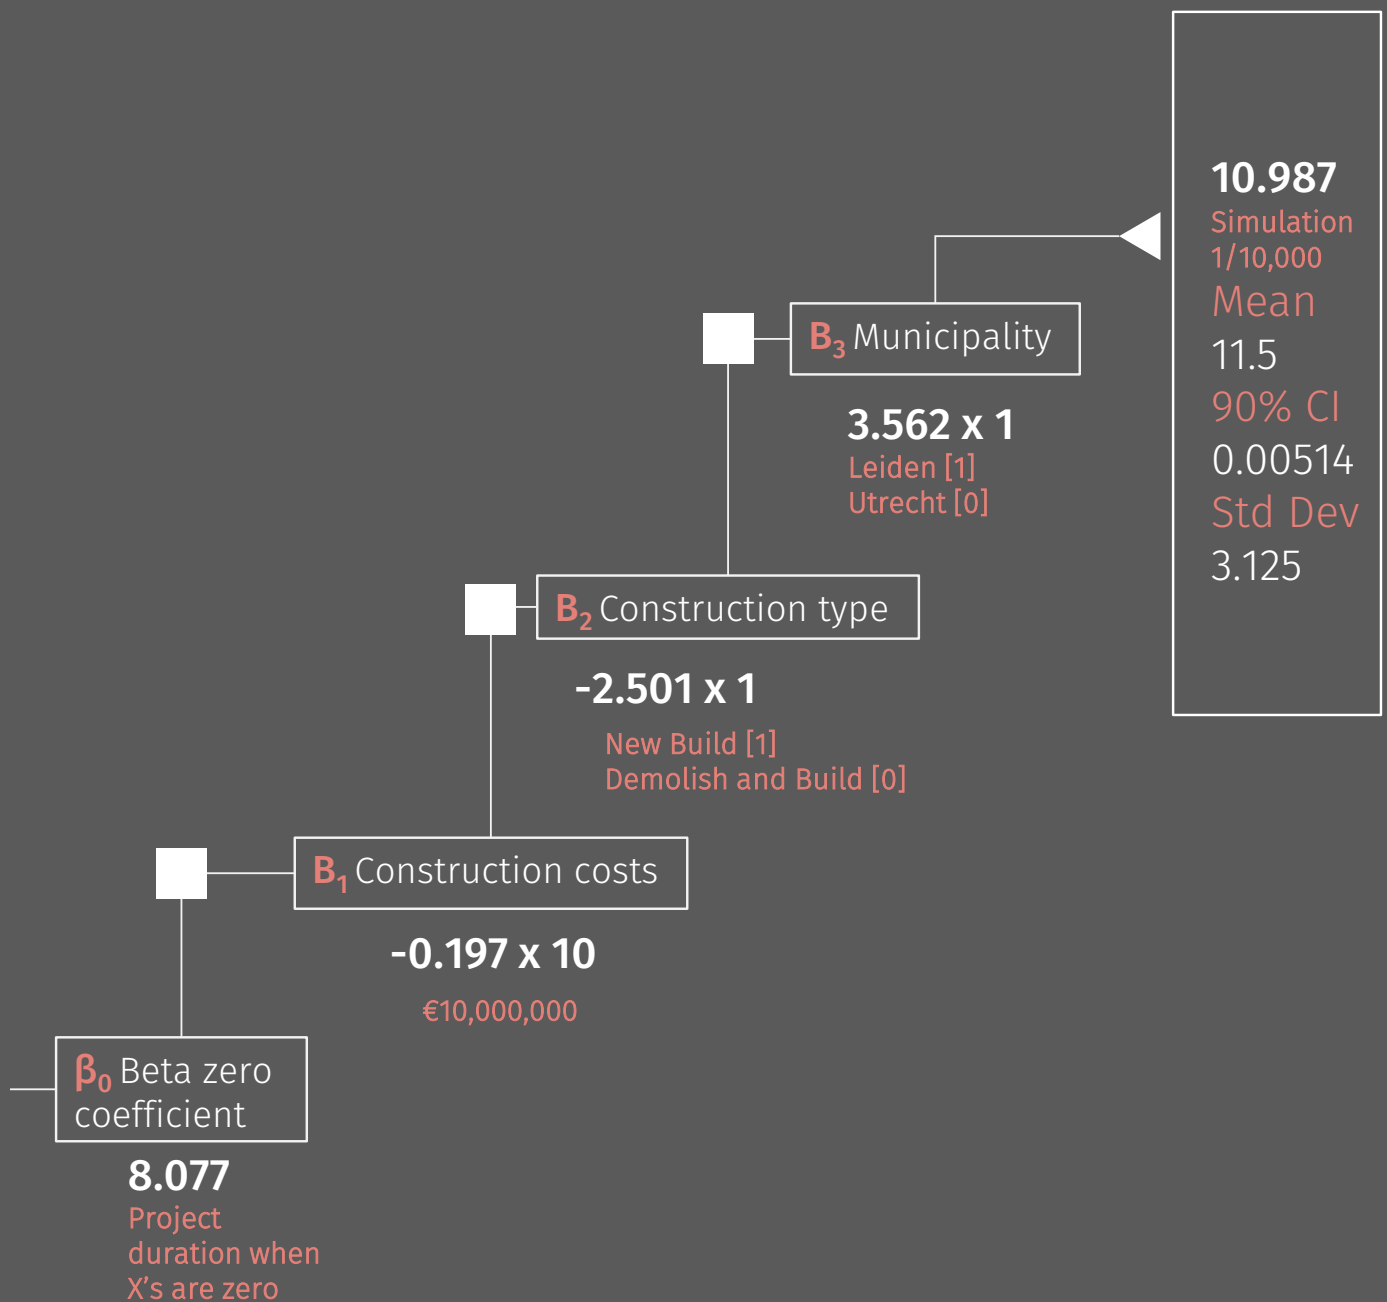 10.987
Simulation
1/10,000
Mean
11.5
90% CI
0.00514
Std Dev
3.125
B3 Municipality
3.562 x 1
Leiden [1]
Utrecht [0]
B2 Construction type
-2.501 x 1
New Build [1]
Demolish and Build [0]
B1 Construction costs
-0.197 x 10
€10,000,000
β0 Beta zero
coefficient
8.077
Project
duration when
X’s are zero